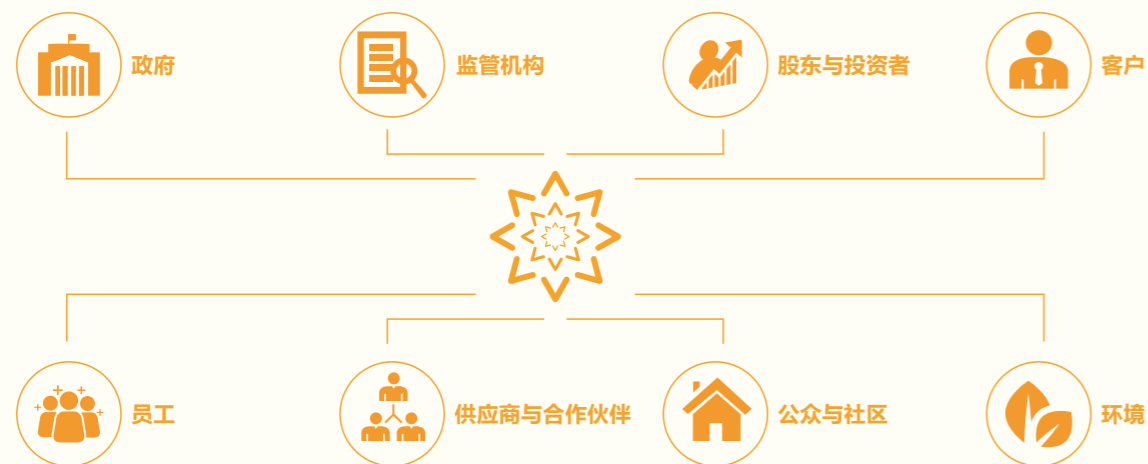 政府
监管机构
股东与投资者
客户
员工
供应商与合作伙伴
公众与社区
环境